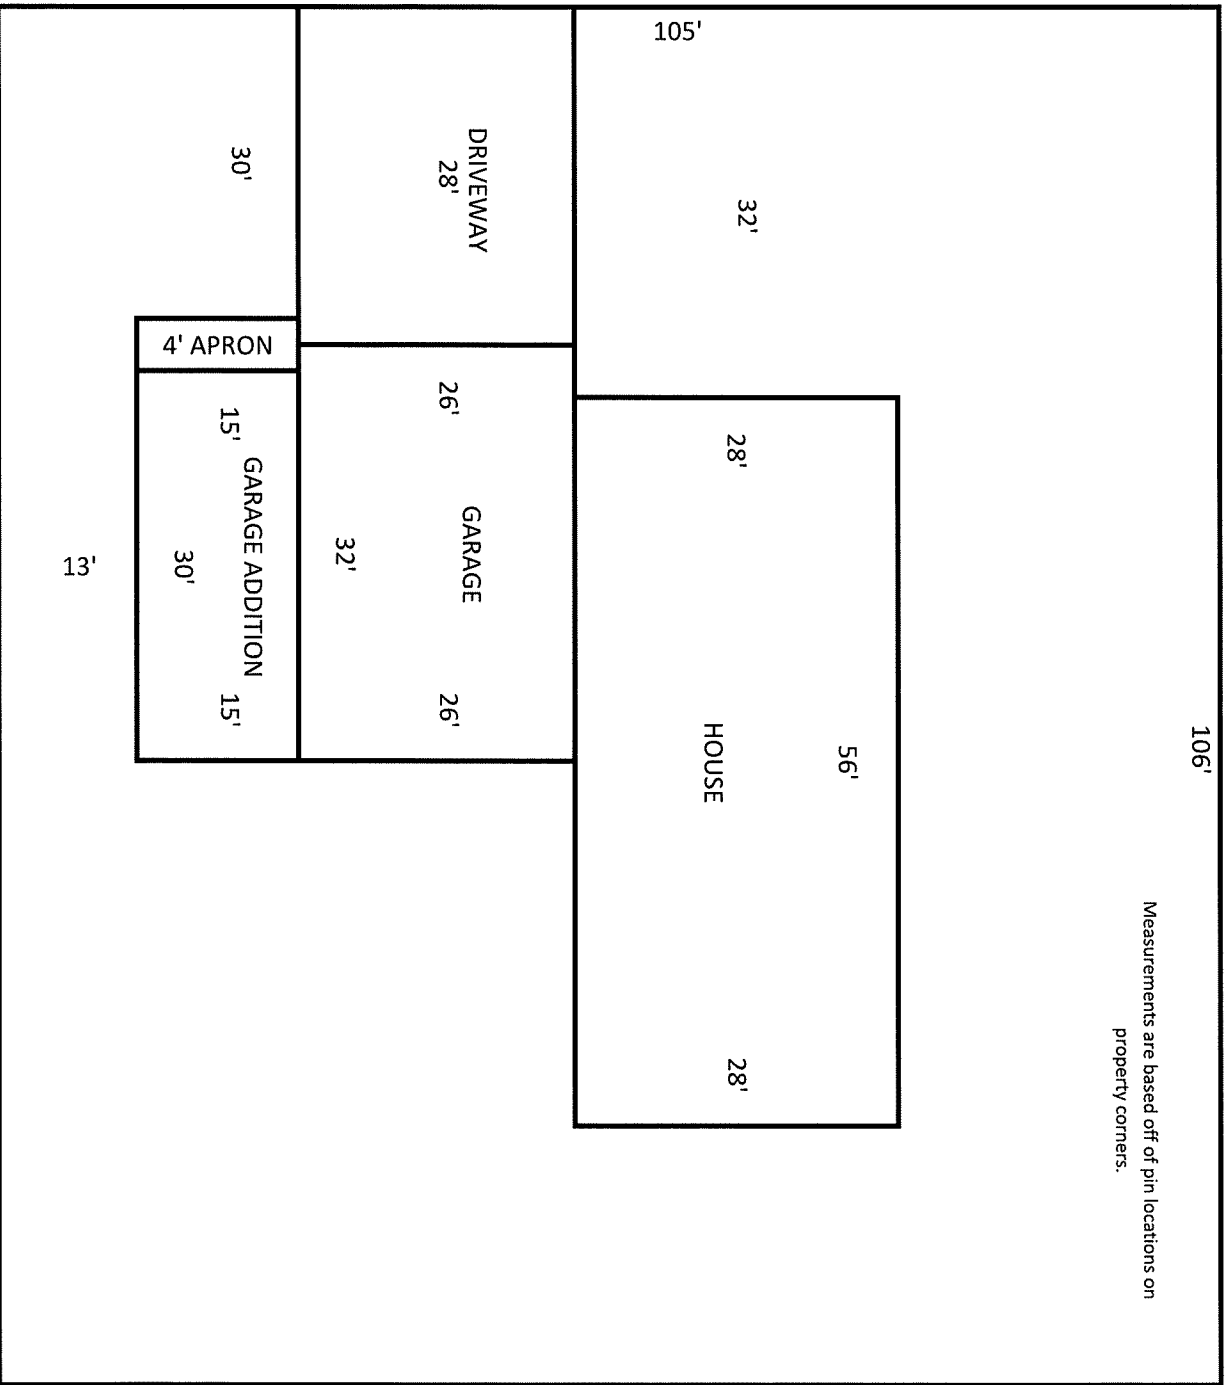 105'
106'
Measurements are based off of pin locations on
property corners.
32'
DRIVEWAY
28'
30'
4' APRON
28'
56'
HOUSE
28'
26'
GARAGE
32'
26'
15'
GARAGE ADDITION
30'
15'
13'